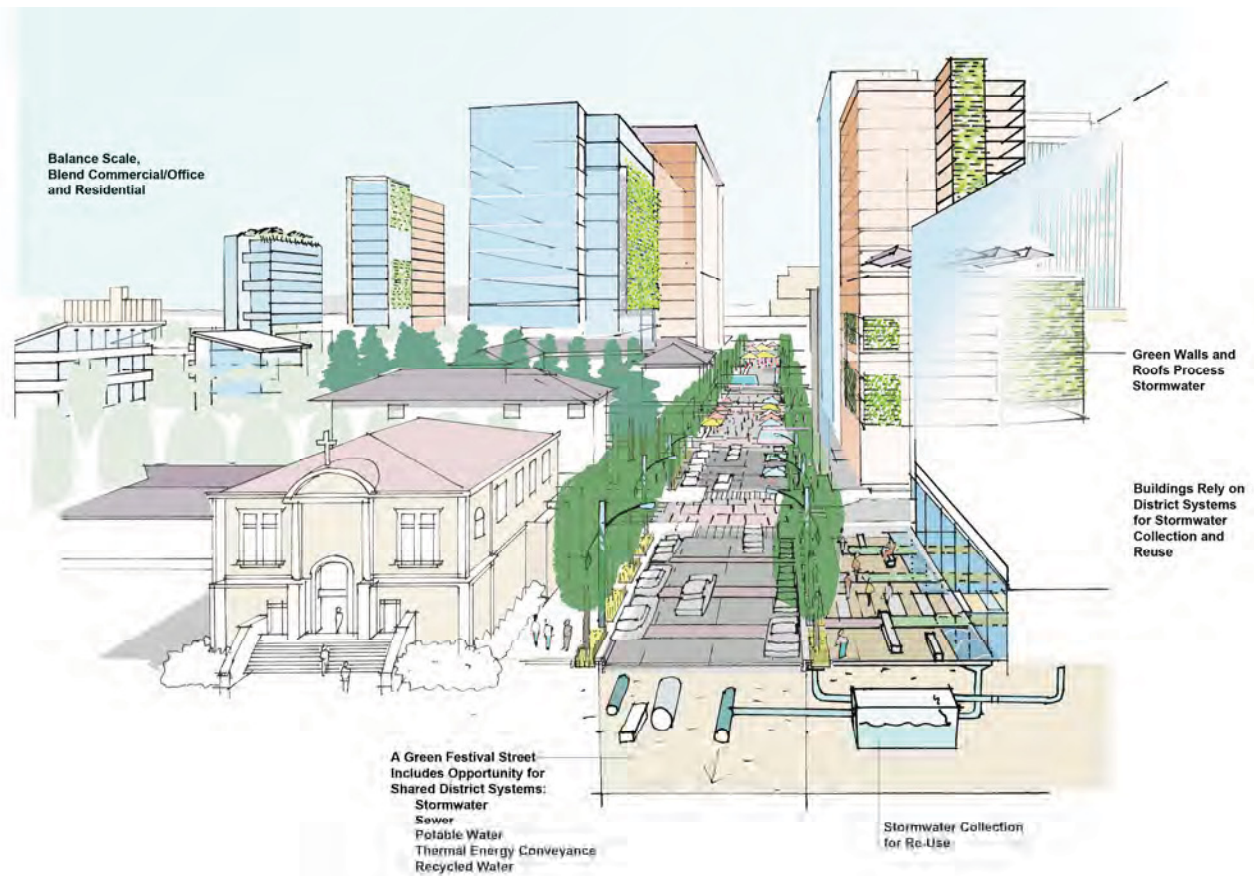 Balance Scale,
Blend Commercial/Office
and Residential
Green Walls and
Roofs Process
Stormwater
Buildings Rely on
District Systems
for Stormwater
Collection and
Reuse
A Green Festival Street
Includes Opportunity for
Shared District Systems:
Stormwater
Sewer
Potable Water
Thermal Energy Conveyance
Recycled Water
Stormwater Collection
for Re-Use